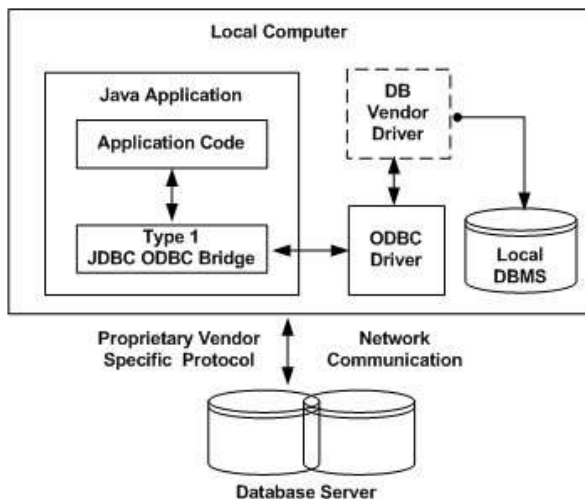 Local Computer
Java Application
Application Code
Type 1
JDBC ODBC Bridge
DB
Vendor
Driver
ODBC
Driver
Local
DBMS
Proprietary Vendor
Specific Protocol
Network
Communication
Database Server